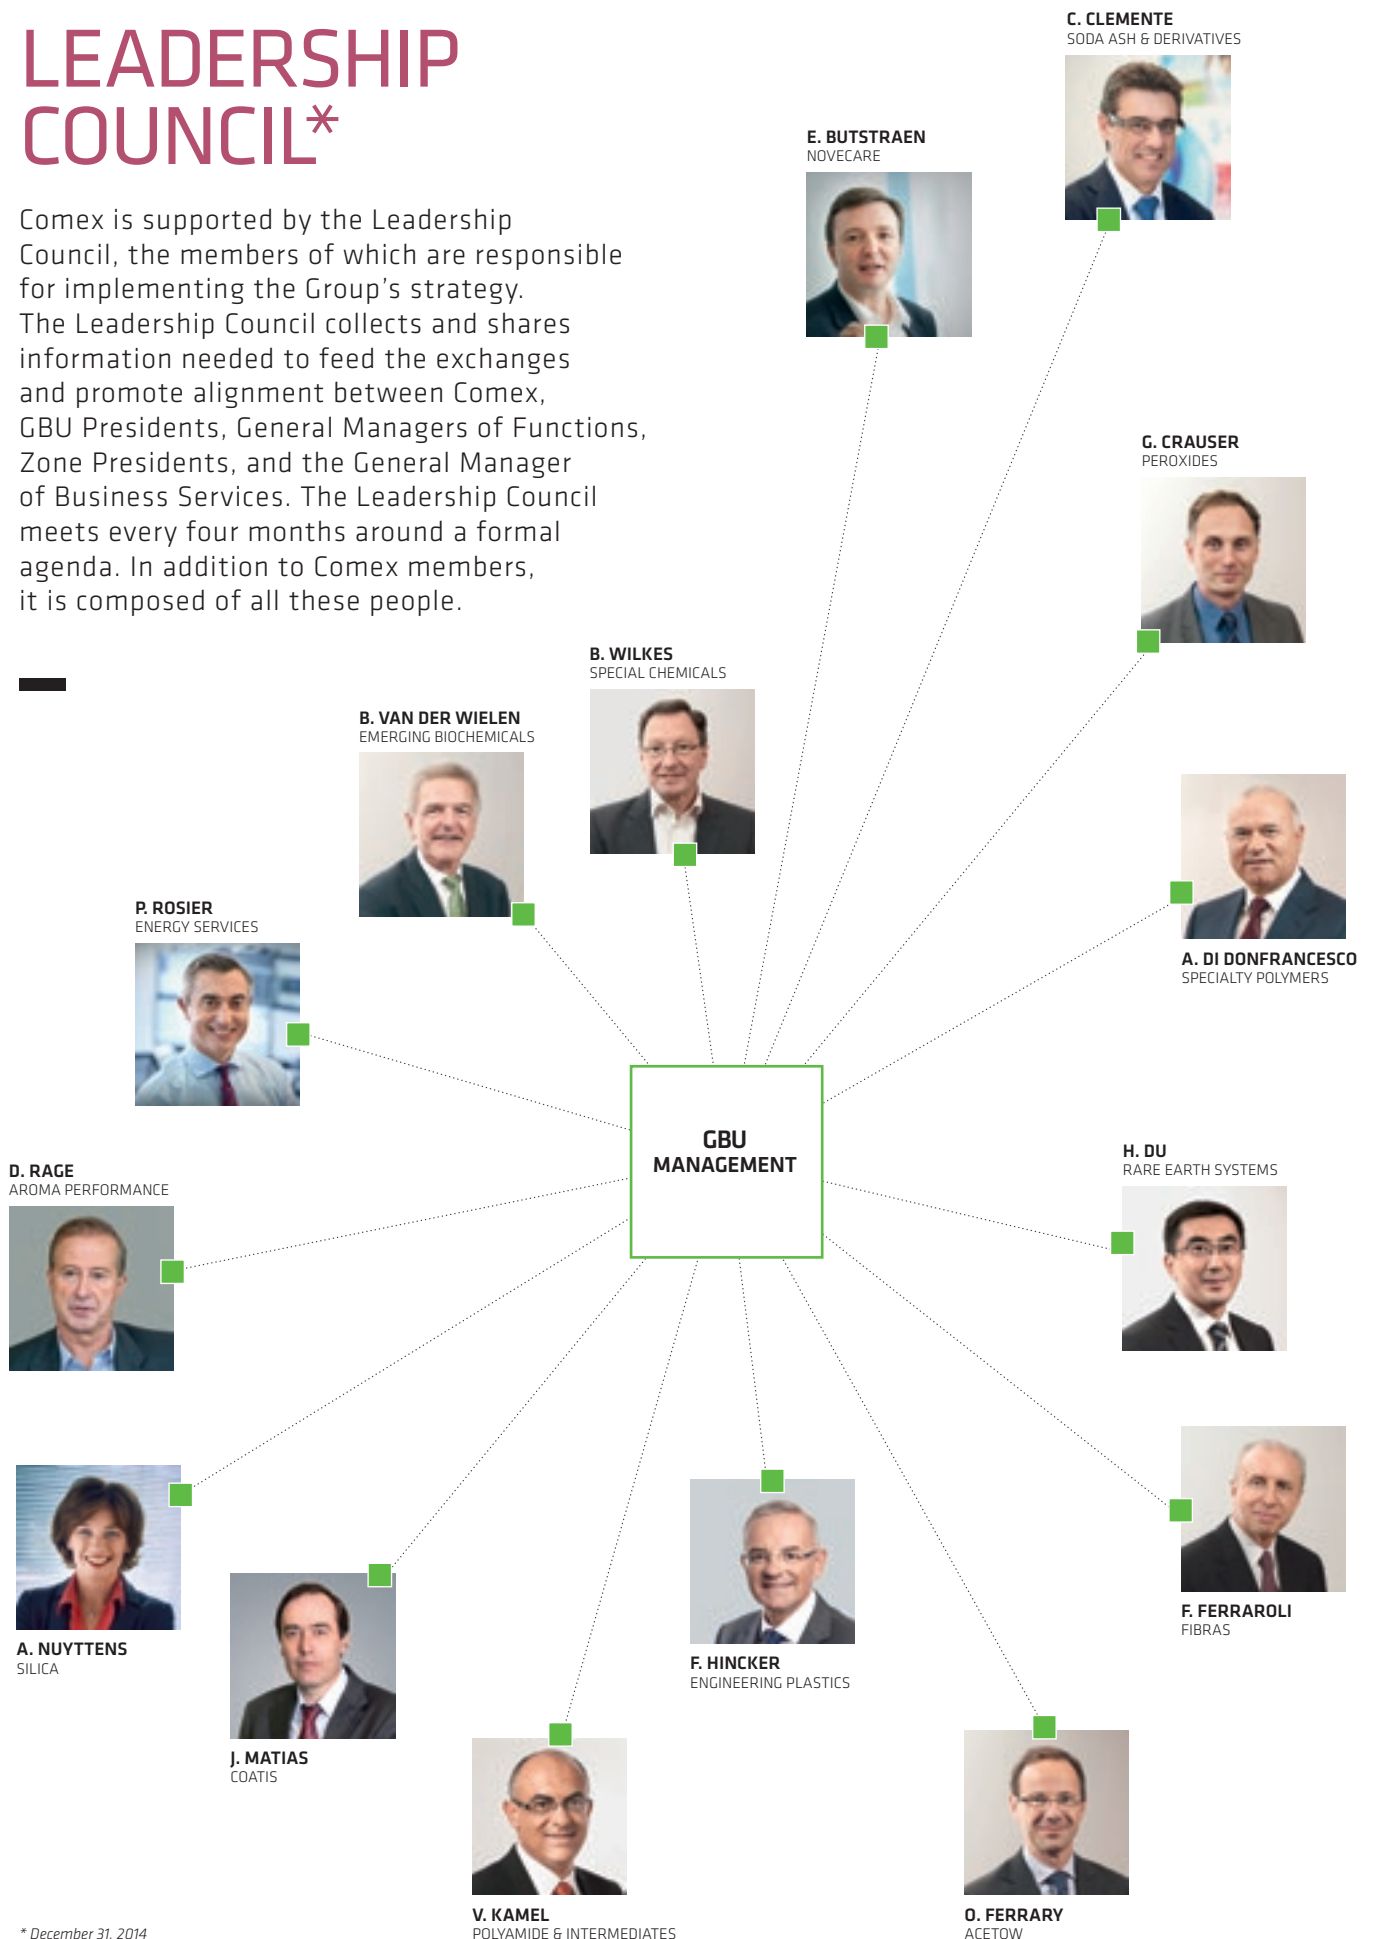 LEADERSHIP
COUNCIL*
Comex is supported by the Leadership
Council, the members of which are responsible
for implementing the Group's strategy.
The Leadership Council collects and shares
information needed to feed the exchanges
and promote alignment between Comex,
GBU Presidents, General Managers of Functions,
Zone Presidents, and the General Manager
of Business Services. The Leadership Council
meets every four months around a formal
agenda. In addition to Comex members,
it is composed of all these people.
C. CLEMENTE
SODA ASH & DERIVATIVES
E. BUTSTRAEN
NOVECARE
G. CRAUSER
PEROXIDES
B. WILKES
SPECIAL CHEMICALS
B. VAN DER WIELEN
EMERGING BIOCHEMICALS
P. ROSIER
ENERGY SERVICES
A. DI DONFRANCESCO
SPECIALTY POLYMERS
GBU
MANAGEMENT
H. DU
RARE EARTH SYSTEMS
D. RAGE
AROMA PERFORMANCE
F. FERRAROLI
FIBRAS
A. NUYTTENS
SILICA
F. HINCKER
ENGINEERING PLASTICS
J. MATIAS
COATIS
V. KAMEL
POLYAMIDE & INTERMEDIATES
O. FERRARY
ACETOW
* December 31. 2014